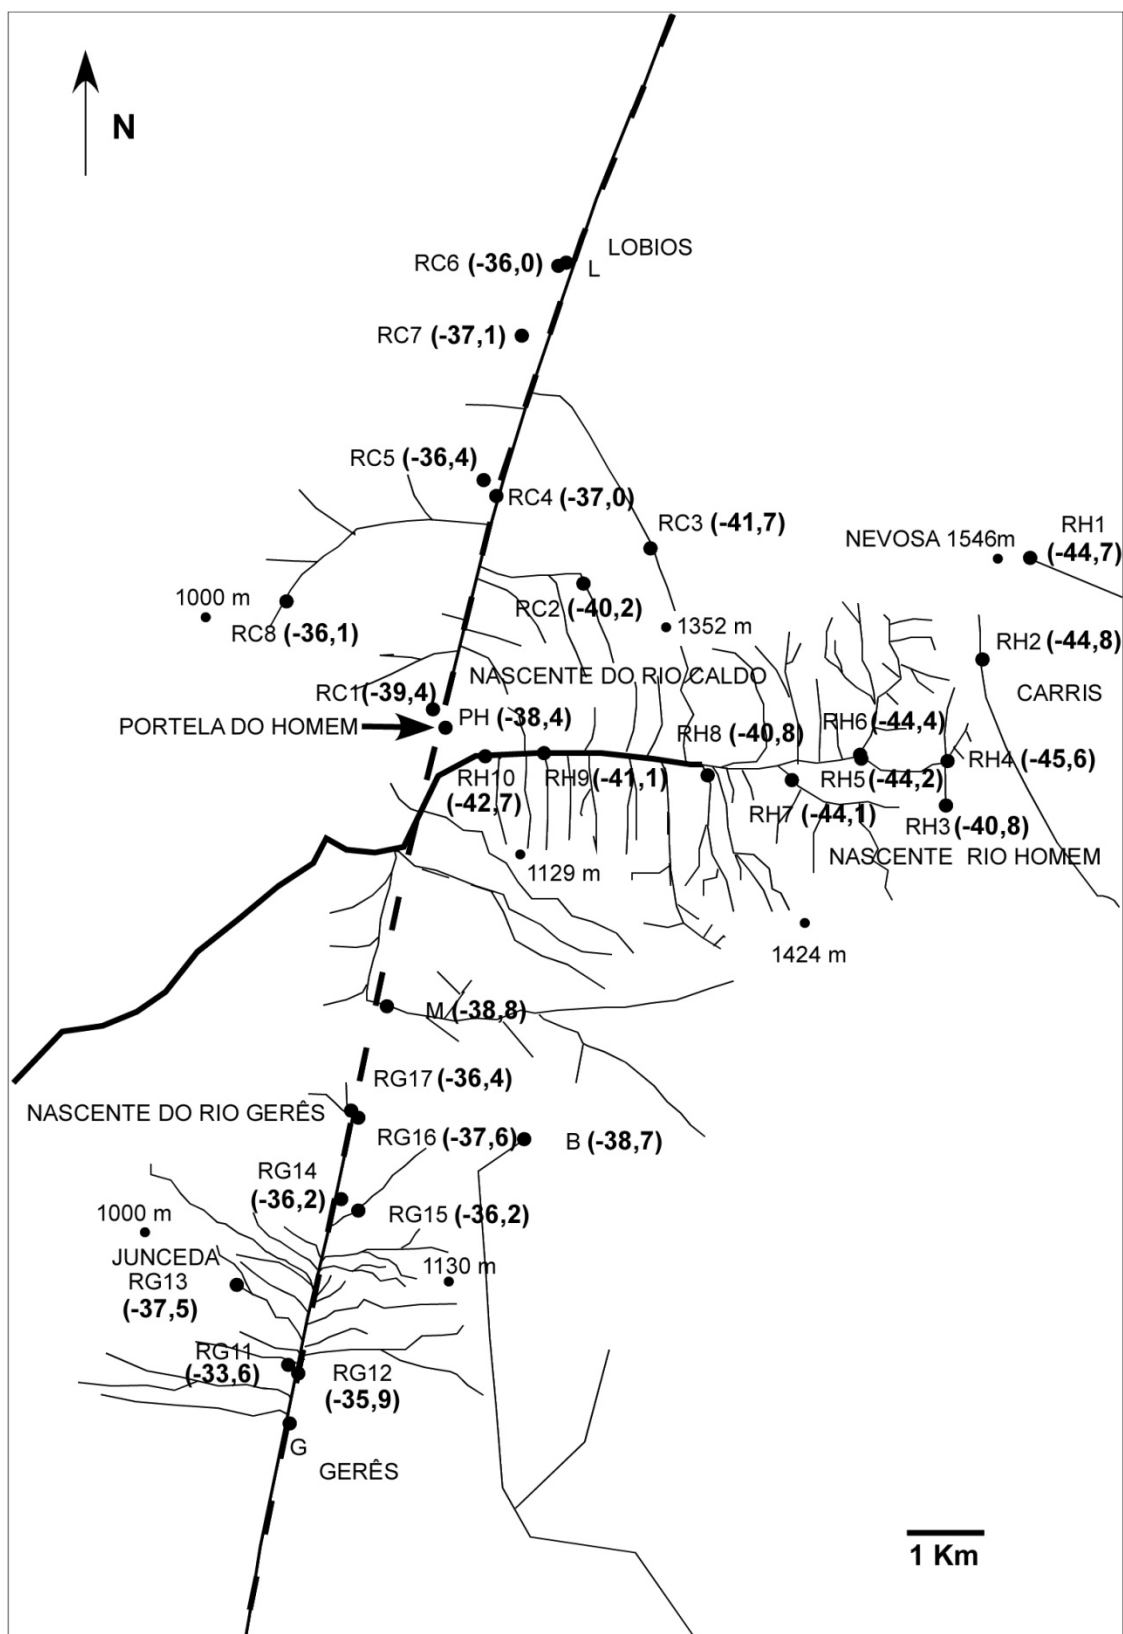 N
LOBIOS
RC6 (-36,0)
L
RC7 (-37,1)
RC5 (-36,4)
RC4 (-37,0)
RC3 (-41,7)
RH1
NEVOSA 1546m
(-44,7)
1000 m
RC2 (-40,2)
RC8 (-36,1)
1352 m
RH2 (-44,8)
NASCENTE DO RIO CALDO
RC1 (-39,4)
CARRIS
PORTELA DO HOMEM
PH (-38,4)
RH6 (-44,4)
RH8 (-40,8)
RH4 (-45,6)
RH10
(-42,7)
RH9 (-41,1)
RH5 (-44,2)
RH7 (-44,1)
RH3 (-40,8)
NASCENTE RIO HOMEM
1129 m
1424 m
M (-38,8)
RG17 (-36,4)
NASCENTE DO RIO GERÊS
RG16 (-37,6)
B (-38,7)
RG14
(-36,2)
RG15 (-36,2)
1000 m
JUNCEDA
RG13
(-37,5)
1130 m
RG11
(-33,6)
RG12
(-35,9)
G
GERÊS
1 Km